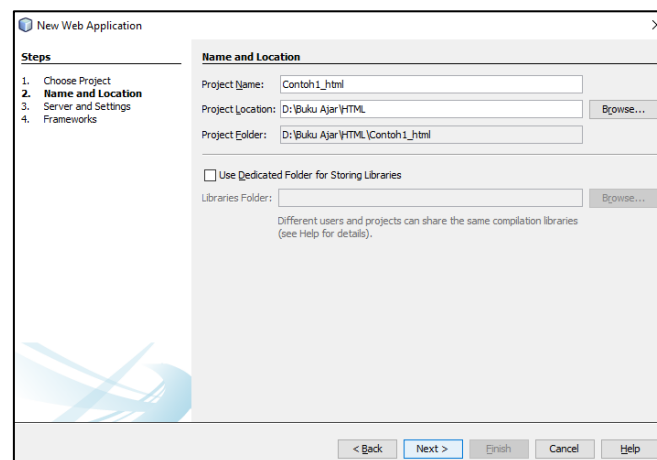 New Web Application
Steps
1. Choose Project
2. Name and Location
3. Server and Settings
4. Frameworks
Name and Location
Project Name: Contoh1_html
Project Location: D:\Buku Ajar\HTML Browse...
Project Folder: D:\Buku Ajar\HTML\Contoh1_html
Use Dedicated Folder for Storing Libraries
Libraries Folder: Browse...
Different users and projects can share the same compilation libraries
(see Help for details).
< Back Next > Finish Cancel Help